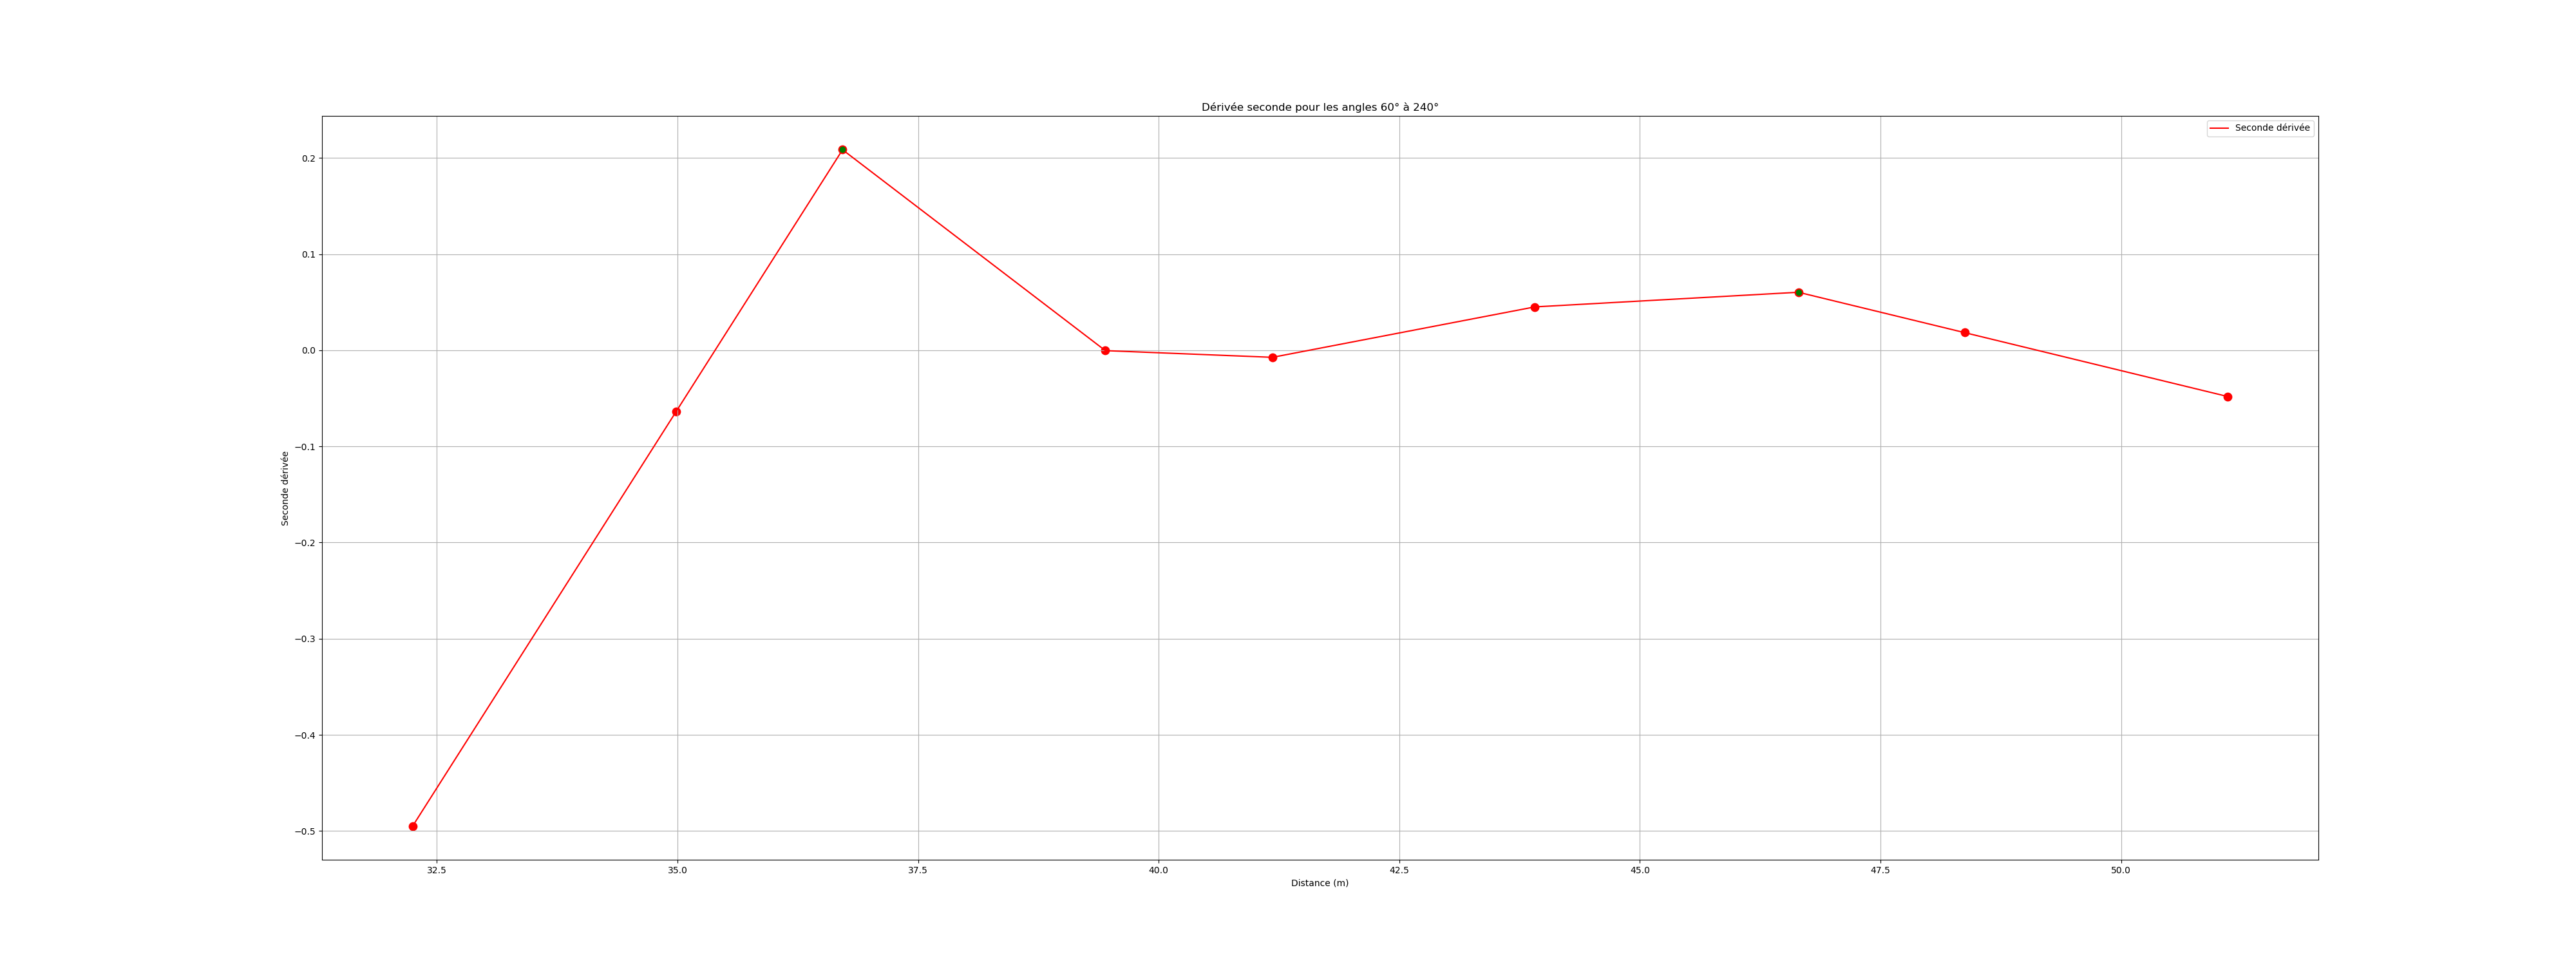 Dérivée seconde pour les angles 60° à 240°
Seconde dérivée
0.2
0.1
0.0
−0.1
−0.2
−0.3
−0.4
−0.5
Seconde dérivée
32.5 35.0 37.5 40.0 42.5 45.0 47.5 50.0
Distance (m)